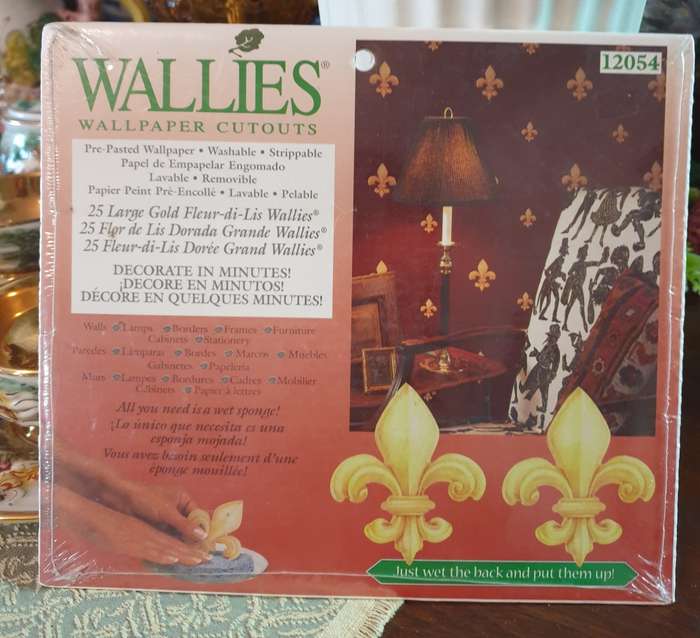 WALLIES®
WALLPAPER CUTOUTS
Pre-Pasted Wallpaper • Washable • Strippable
Papel de Empapelar Engomado
Lavable • Removible
Papier Peint Pré-Encollé • Lavable • Pelable
25 Large Gold Fleur-di-Lis Wallies®
25 Flor de Lis Dorada Grande Wallies®
25 Fleur-di-Lis Dorée Grand Wallies®
DECORATE IN MINUTES!
¡DECORE EN MINUTOS!
DÉCORE EN QUELQUES MINUTES!
Walls Lamps Borders Frames Furniture
Cabinets Stationery
Paredes Lámparas Bordes Marcos Muebles
Gabinetes Papelería
Murs Lampes Bordures Cadres Mobilier
Cabinets Papier à lettres
All you need is a wet sponge!
¡Lo único que necesita es una
esponja mojada!
Vous avez besoin seulement d'une
éponge mouillée!
12054
Just wet the back and put them up!